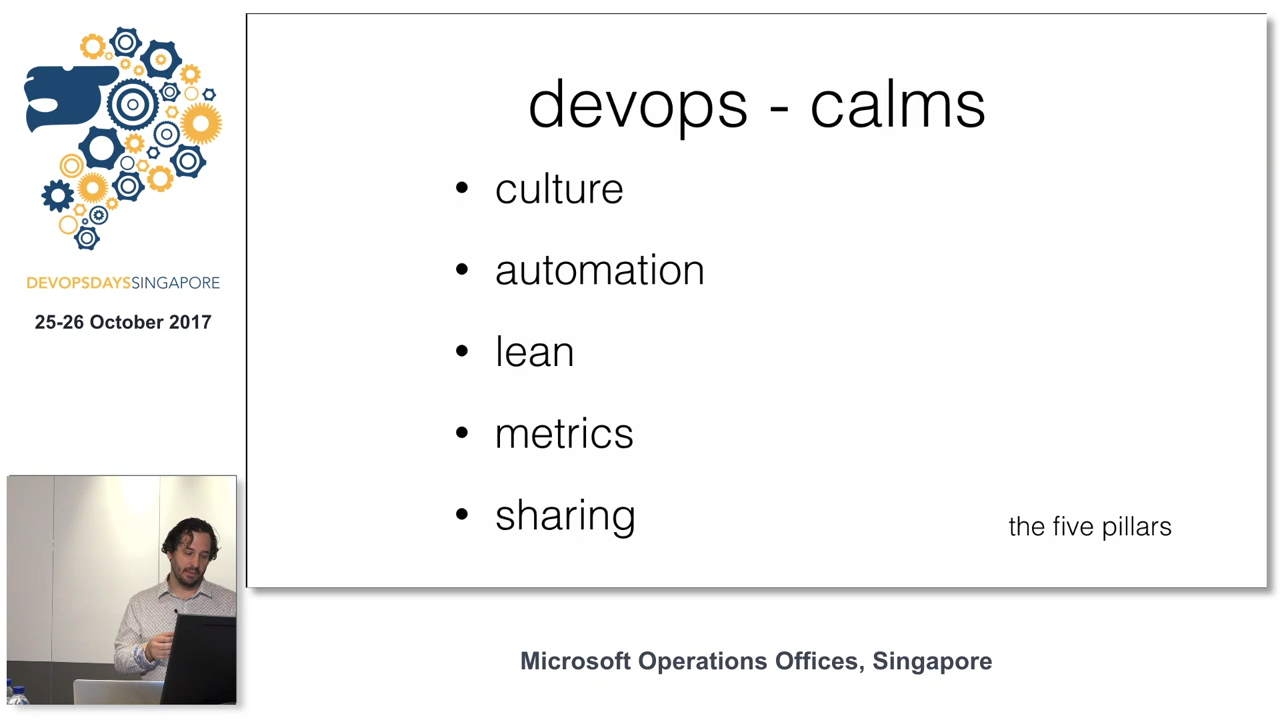 DEVOPSDAYSSINGAPORE
25-26 October 2017
devops - calms
• culture
• automation
• lean
• metrics
• sharing
the five pillars
Microsoft Operations Offices, Singapore